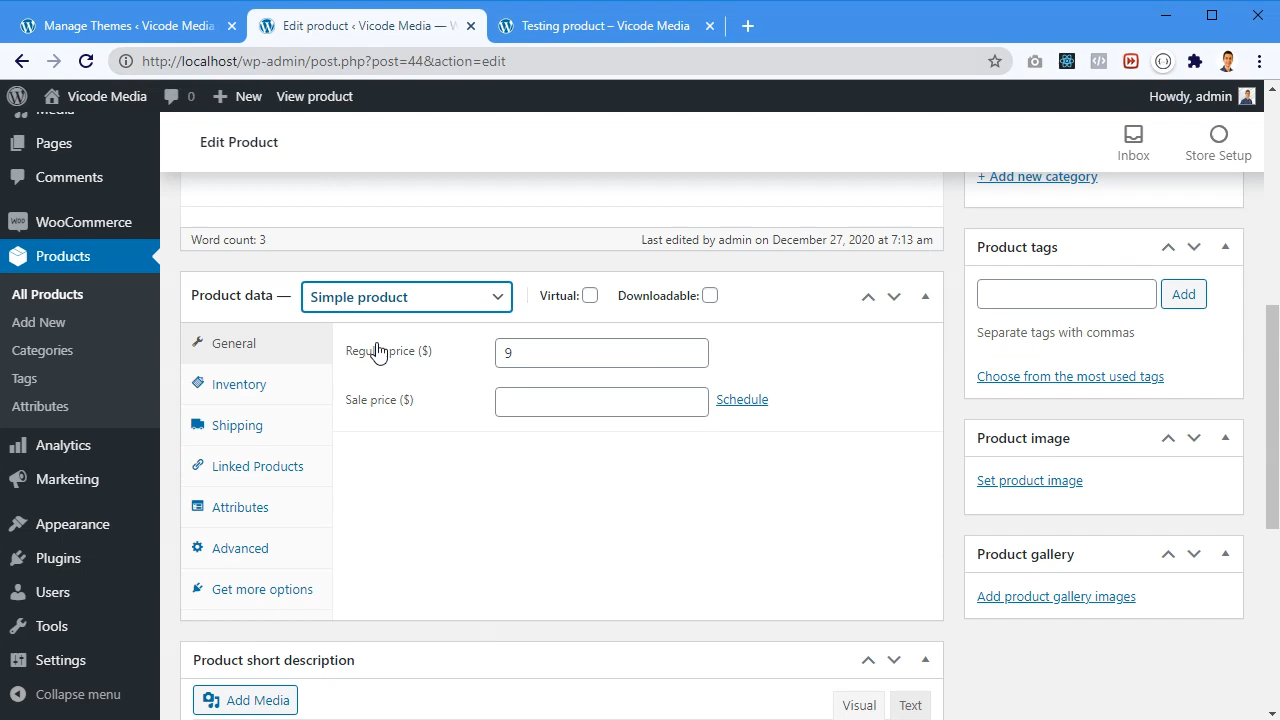 Manage Themes ‹ Vicode Media
Edit product ‹ Vicode Media — W
Testing product – Vicode Media
http://localhost/wp-admin/post.php?post=44&action=edit
Vicode Media
0
New
View product
Howdy, admin
Media
Pages
Comments
WooCommerce
Products
All Products
Add New
Categories
Tags
Attributes
Analytics
Marketing
Appearance
Plugins
Users
Tools
Settings
Collapse menu
Edit Product
Inbox
Store Setup
Word count: 3
Last edited by admin on December 27, 2020 at 7:13 am
Product data —
Simple product
Virtual:
Downloadable:
General
Inventory
Shipping
Linked Products
Attributes
Advanced
Get more options
Regular price ($)
9
Sale price ($)
Schedule
Product short description
Add Media
Visual
Text
+ Add new category
Product tags
Add
Separate tags with commas
Choose from the most used tags
Product image
Set product image
Product gallery
Add product gallery images